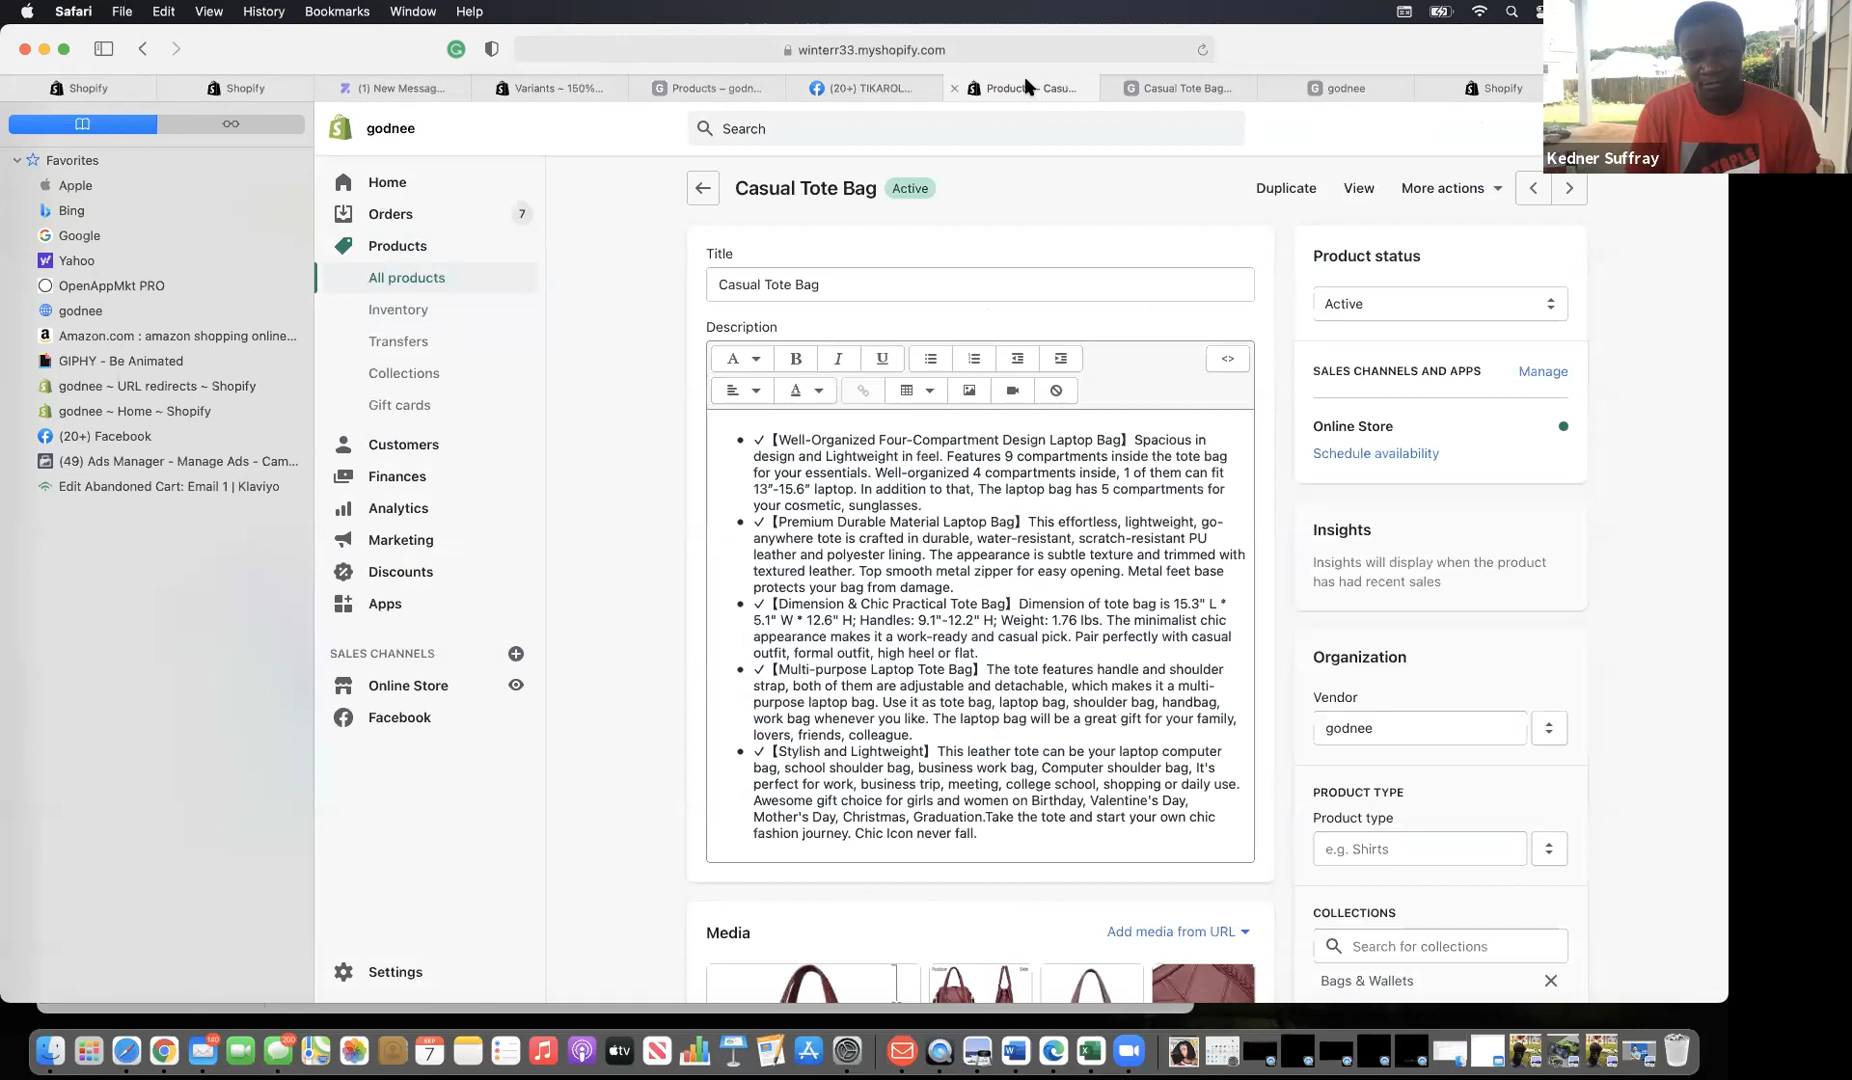 Safari File Edit View History Bookmarks Window Help
winterr33.myshopify.com
Shopify
Shopify
(1) New Messag...
Variants ~ 150%...
Products – godn...
(20+) TIKAROL...
Casu...
Casual Tote Bag...
godnee
Shopify
Favorites
Apple
Bing
Google
Yahoo
OpenAppMkt PRO
godnee
Amazon.com : amazon shopping online...
GIPHY - Be Animated
godnee ~ URL redirects ~ Shopify
godnee ~ Home ~ Shopify
(20+) Facebook
(49) Ads Manager - Manage Ads - Cam...
Edit Abandoned Cart: Email 1 | Klaviyo
godnee
Search
Kedner Suffray
Home
Orders 7
Products
All products
Inventory
Transfers
Collections
Gift cards
Customers
Finances
Analytics
Marketing
Discounts
Apps
SALES CHANNELS
Online Store
Facebook
Settings
Casual Tote Bag Active
Duplicate View More actions
Title
Casual Tote Bag
Description
✓【Well-Organized Four-Compartment Design Laptop Bag】Spacious in
design and Lightweight in feel. Features 9 compartments inside the tote bag
for your essentials. Well-organized 4 compartments inside, 1 of them can fit
13”-15.6” laptop. In addition to that, The laptop bag has 5 compartments for
your cosmetic, sunglasses.
✓【Premium Durable Material Laptop Bag】This effortless, lightweight, go-
anywhere tote is crafted in durable, water-resistant, scratch-resistant PU
leather and polyester lining. The appearance is subtle texture and trimmed with
textured leather. Top smooth metal zipper for easy opening. Metal feet base
protects your bag from damage.
✓【Dimension & Chic Practical Tote Bag】Dimension of tote bag is 15.3" L *
5.1" W * 12.6" H; Handles: 9.1"-12.2" H; Weight: 1.76 lbs. The minimalist chic
appearance makes it a work-ready and casual pick. Pair perfectly with casual
outfit, formal outfit, high heel or flat.
✓【Multi-purpose Laptop Tote Bag】The tote features handle and shoulder
strap, both of them are adjustable and detachable, which makes it a multi-
purpose laptop bag. Use it as tote bag, laptop bag, shoulder bag, handbag,
work bag whenever you like. The laptop bag will be a great gift for your family,
lovers, friends, colleague.
✓【Stylish and Lightweight】This leather tote can be your laptop computer
bag, school shoulder bag, business work bag, Computer shoulder bag, It's
perfect for work, business trip, meeting, college school, shopping or daily use.
Awesome gift choice for girls and women on Birthday, Valentine's Day,
Mother's Day, Christmas, Graduation.Take the tote and start your own chic
fashion journey. Chic Icon never fall.
Media
Add media from URL
Product status
Active
SALES CHANNELS AND APPS Manage
Online Store
Schedule availability
Insights
Insights will display when the product
has had recent sales
Organization
Vendor
godnee
PRODUCT TYPE
Product type
e.g. Shirts
COLLECTIONS
Search for collections
Bags & Wallets